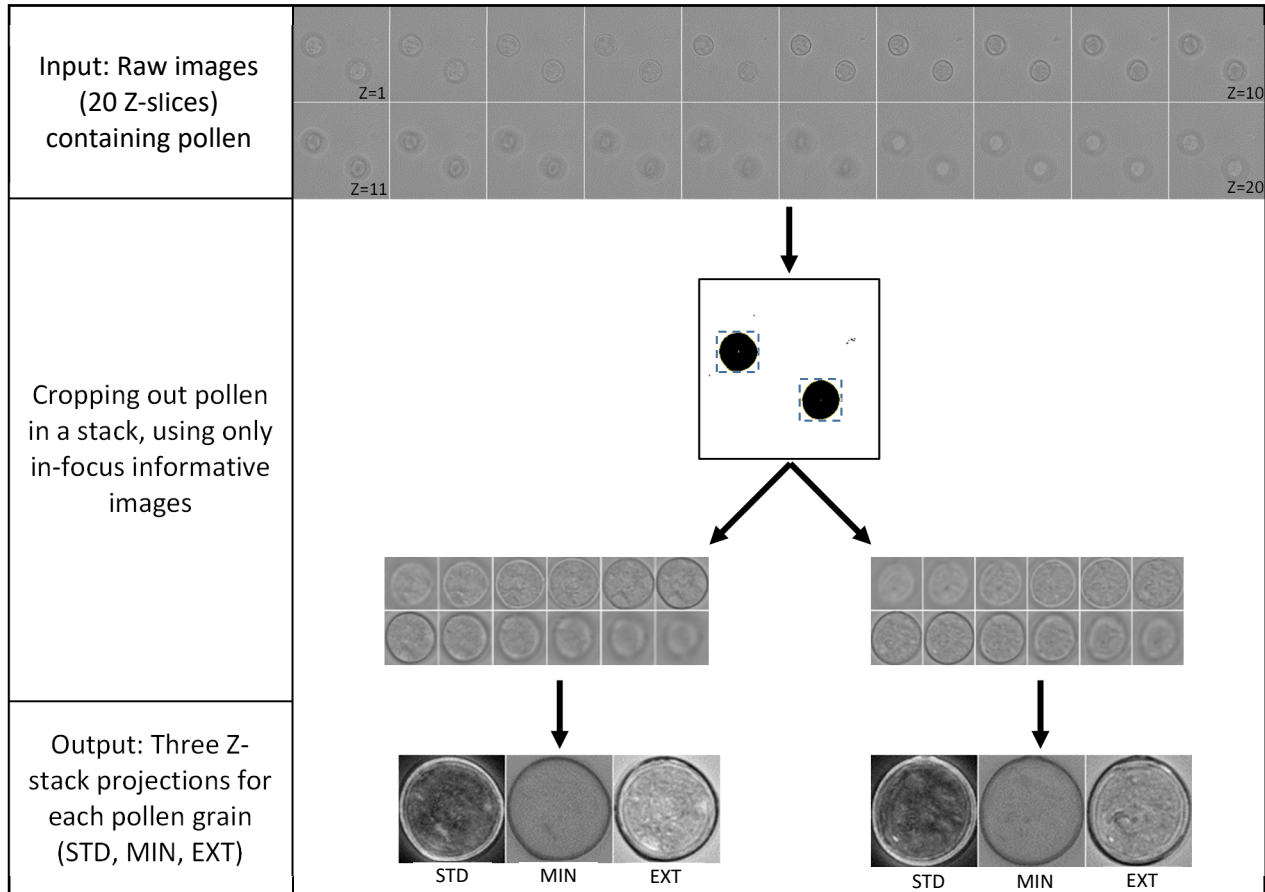 Input: Raw images
(20 Z-slices)
containing pollen
Z=1
Z=10
Z=11
Z=20
Cropping out pollen
in a stack, using only
in-focus informative
images
Output: Three Z-
stack projections for
each pollen grain
(STD, MIN, EXT)
STD MIN EXT
STD MIN EXT